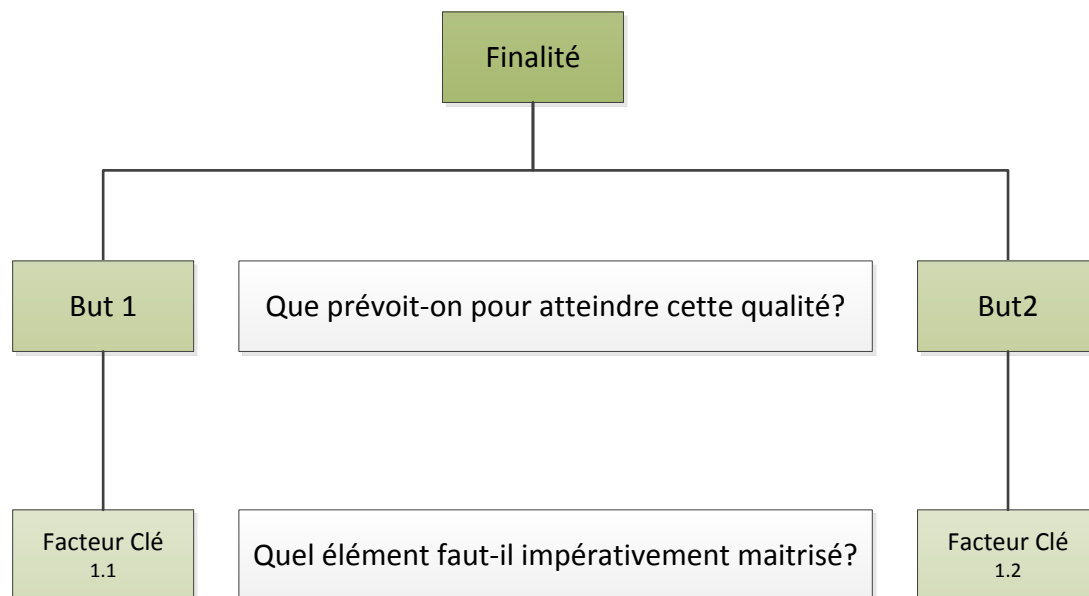 Finalité
But 1
Que prévoit-on pour atteindre cette qualité?
But2
Facteur Clé
1.1
Quel élément faut-il impérativement maitrisé?
Facteur Clé
1.2